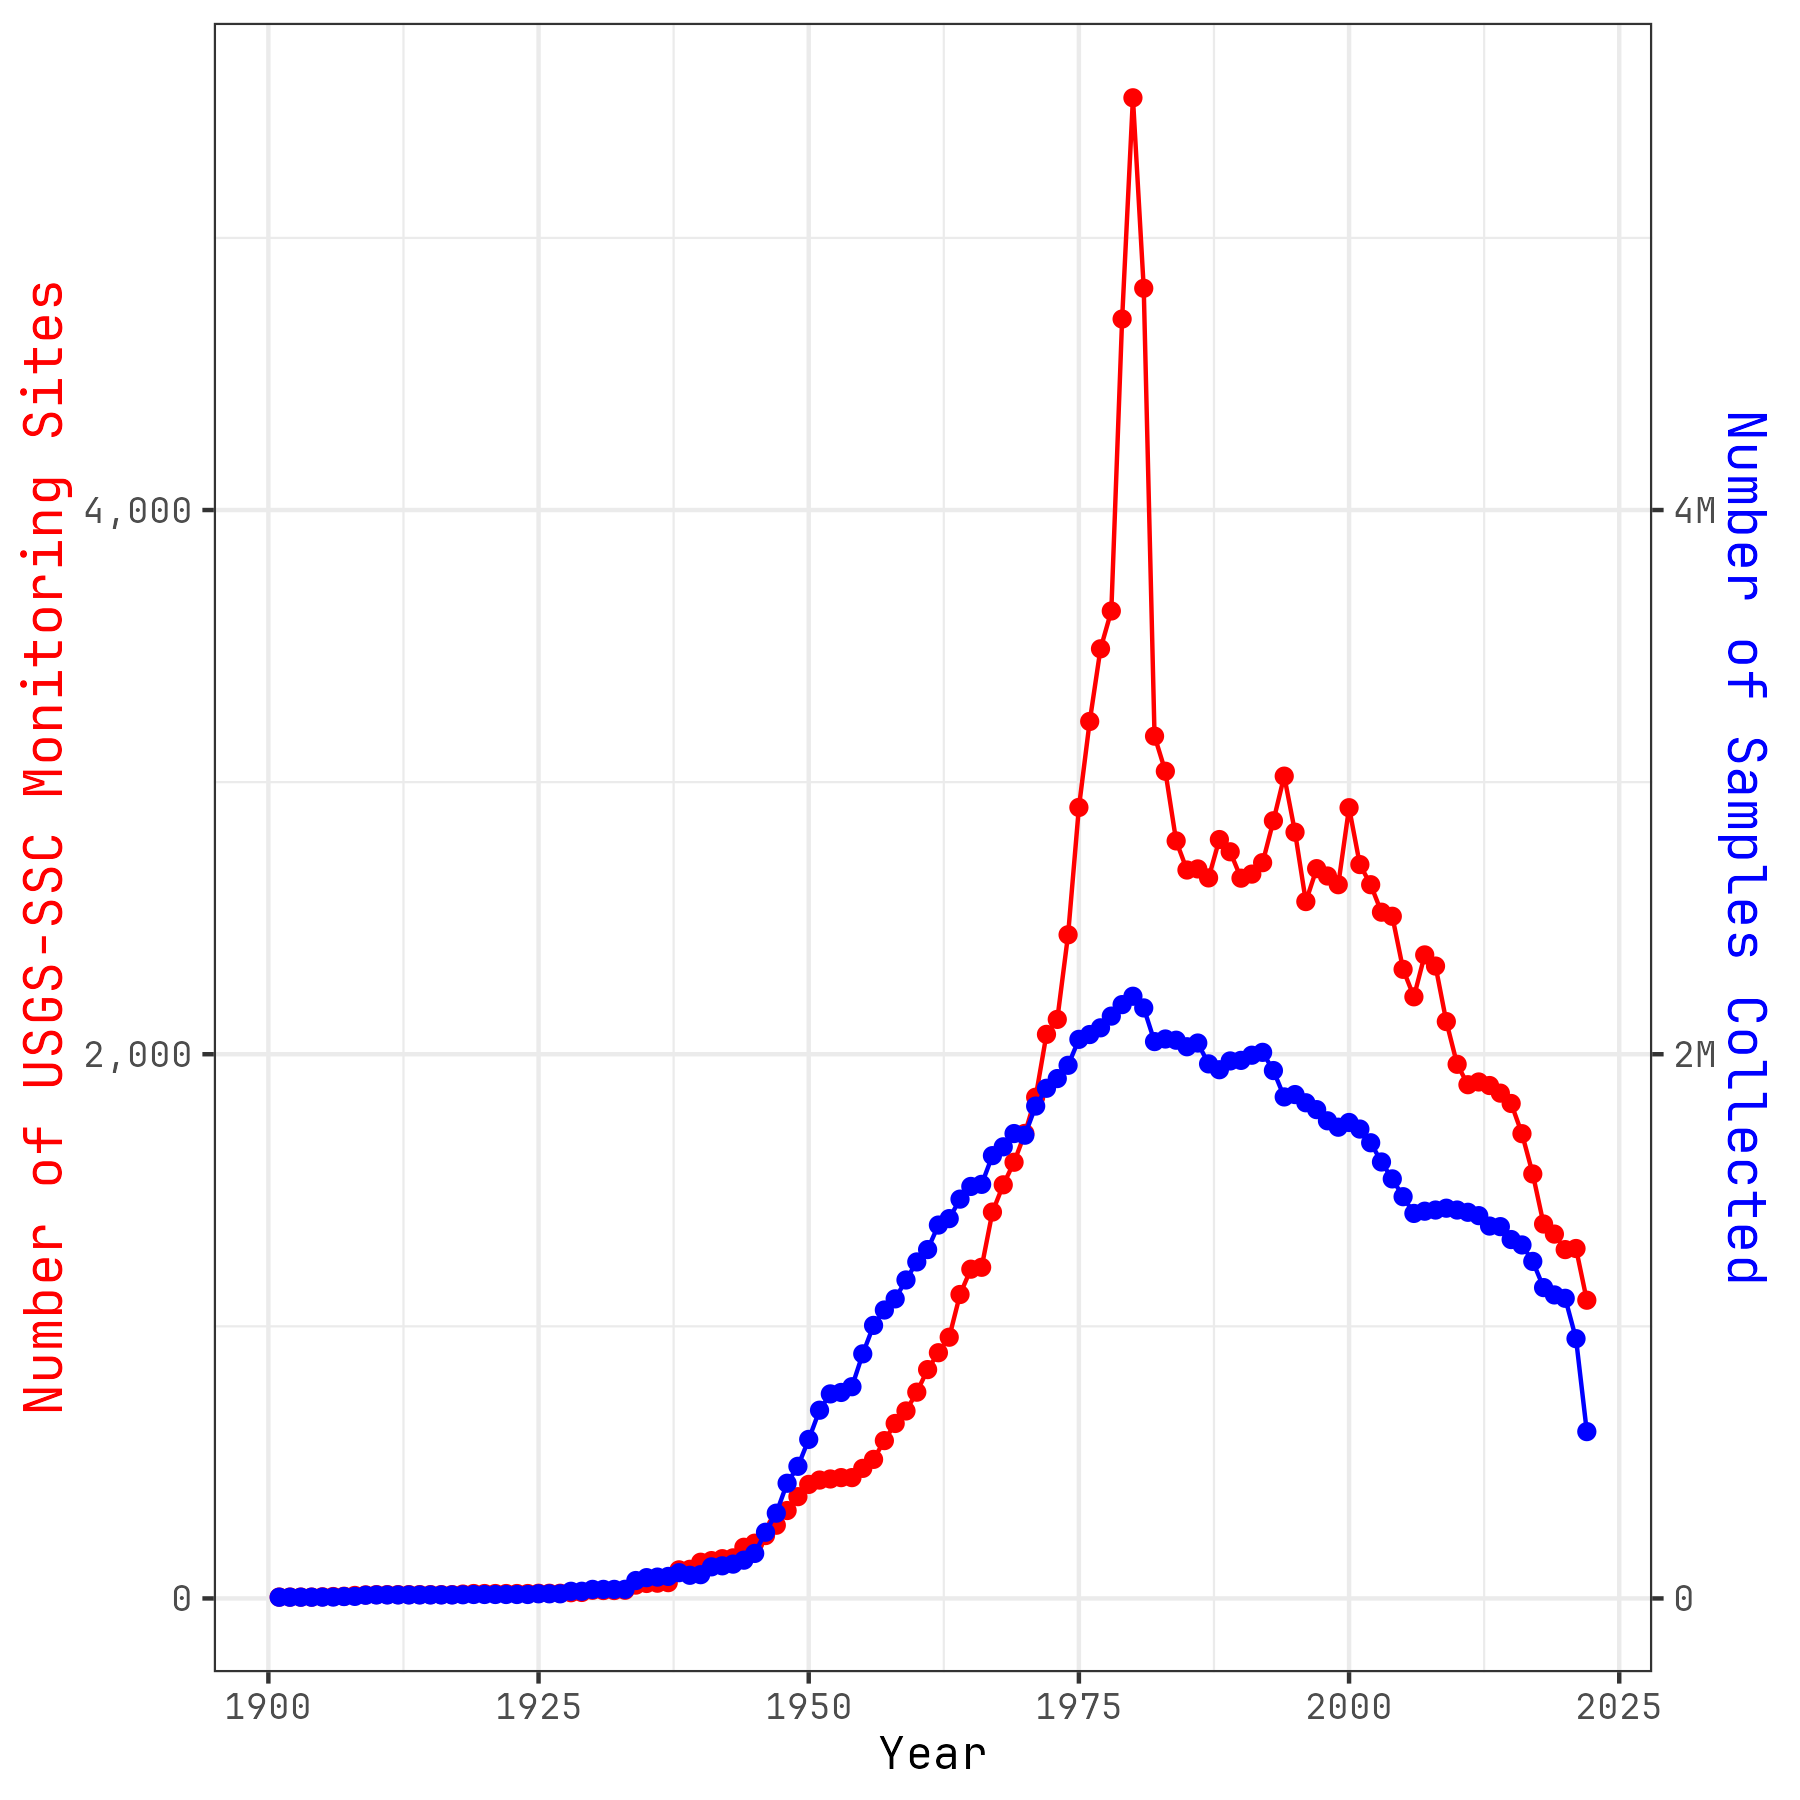 Number of USGS-SSC Monitoring Sites
4,000
2,000
0
4M
2M
0
Number of Samples Collected
1900 1925 1950 1975 2000 2025
Year